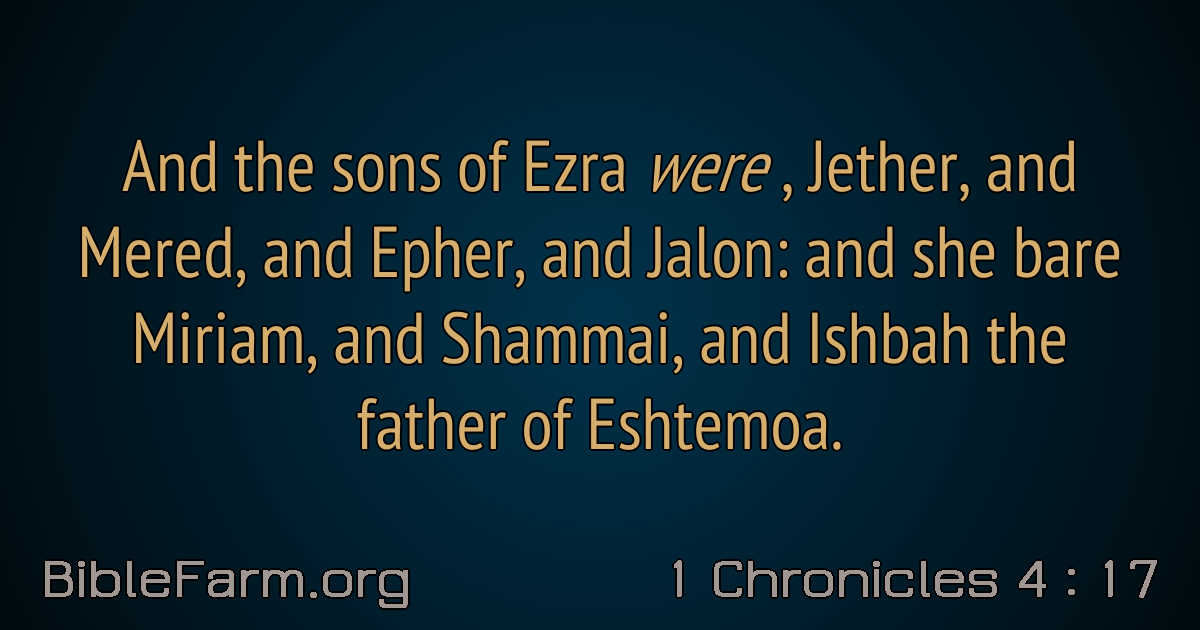 And the sons of Ezra were , Jether, and
Mered, and Epher, and Jalon: and she bare
Miriam, and Shammai, and Ishbah the
father of Eshtemoa.
BibleFarm.org
1 Chronicles 4 : 17